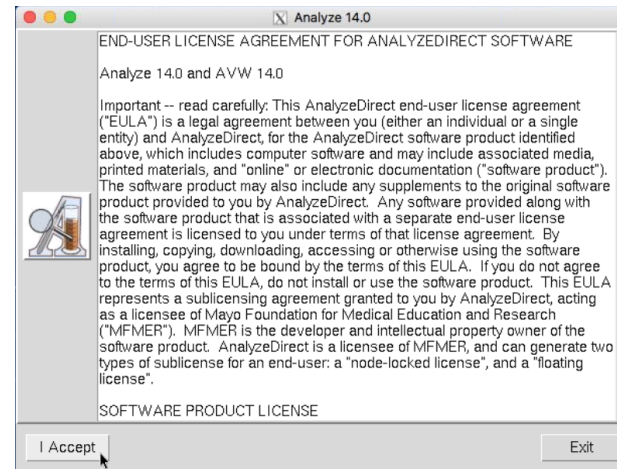 Analyze 14.0
END-USER LICENSE AGREEMENT FOR ANALYZEDIRECT SOFTWARE
Analyze 14.0 and AVW 14.0
Important -- read carefully: This AnalyzeDirect end-user license agreement
("EULA") is a legal agreement between you (either an individual or a single
entity) and AnalyzeDirect, for the AnalyzeDirect software product identified
above, which includes computer software and may include associated media,
printed materials, and "online" or electronic documentation ("software product").
The software product may also include any supplements to the original software
product provided to you by AnalyzeDirect. Any software provided along with
the software product that is associated with a separate end-user license
agreement is licensed to you under terms of that license agreement. By
installing, copying, downloading, accessing or otherwise using the software
product, you agree to be bound by the terms of this EULA. If you do not agree
to the terms of this EULA, do not install or use the software product. This EULA
represents a sublicensing agreement granted to you by AnalyzeDirect, acting
as a licensee of Mayo Foundation for Medical Education and Research
("MFMER"). MFMER is the developer and intellectual property owner of the
software product. AnalyzeDirect is a licensee of MFMER, and can generate two
types of sublicense for an end-user: a "node-locked license", and a "floating
license".
SOFTWARE PRODUCT LICENSE
I Accept
Exit